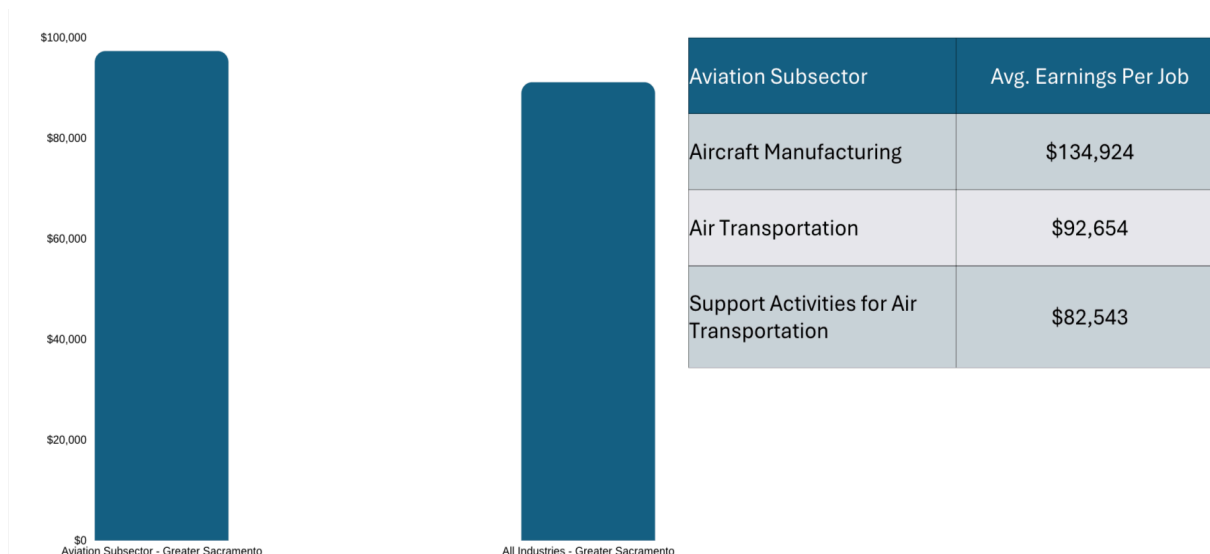 $100,000
$80,000
$60,000
$40,000
$20,000
$0
Aviation Subsector - Greater Sacramento
All Industries - Greater Sacramento
Aviation Subsector
Avg. Earnings Per Job
Aircraft Manufacturing
$134,924
Air Transportation
$92,654
Support Activities for Air
Transportation
$82,543